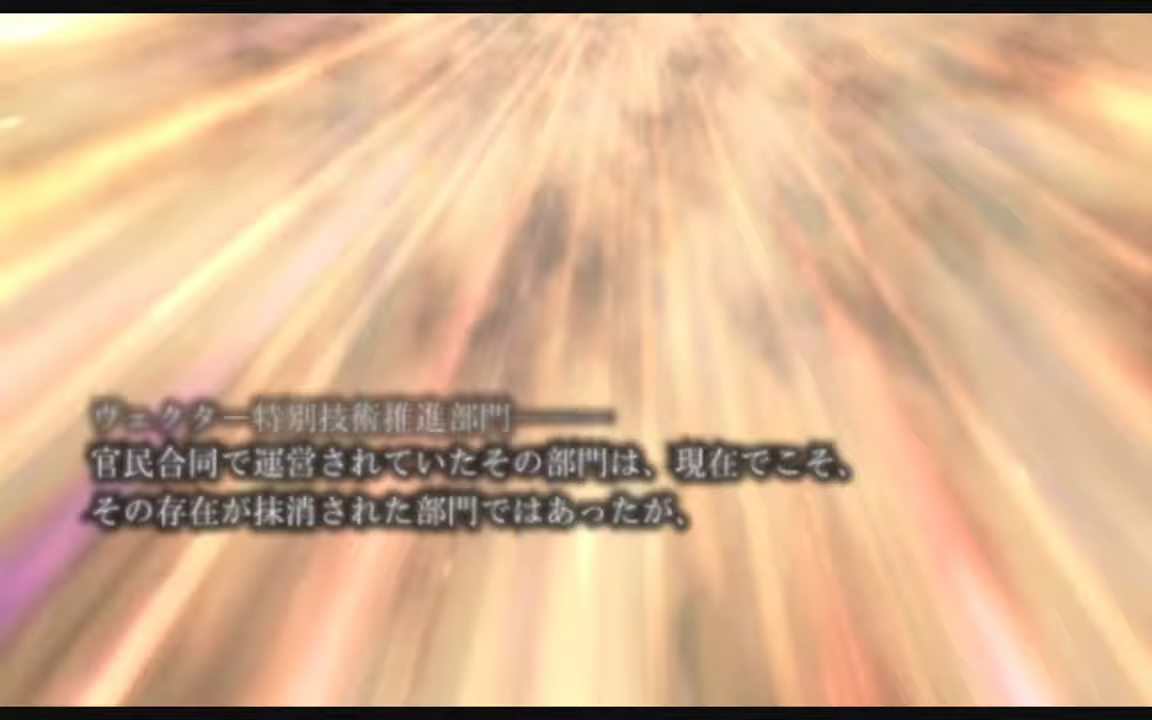 ヴェクター特別技術推進部門―――
官民合同で運営されていたその部門は、現在でこそ、
その存在が抹消された部門ではあったが、